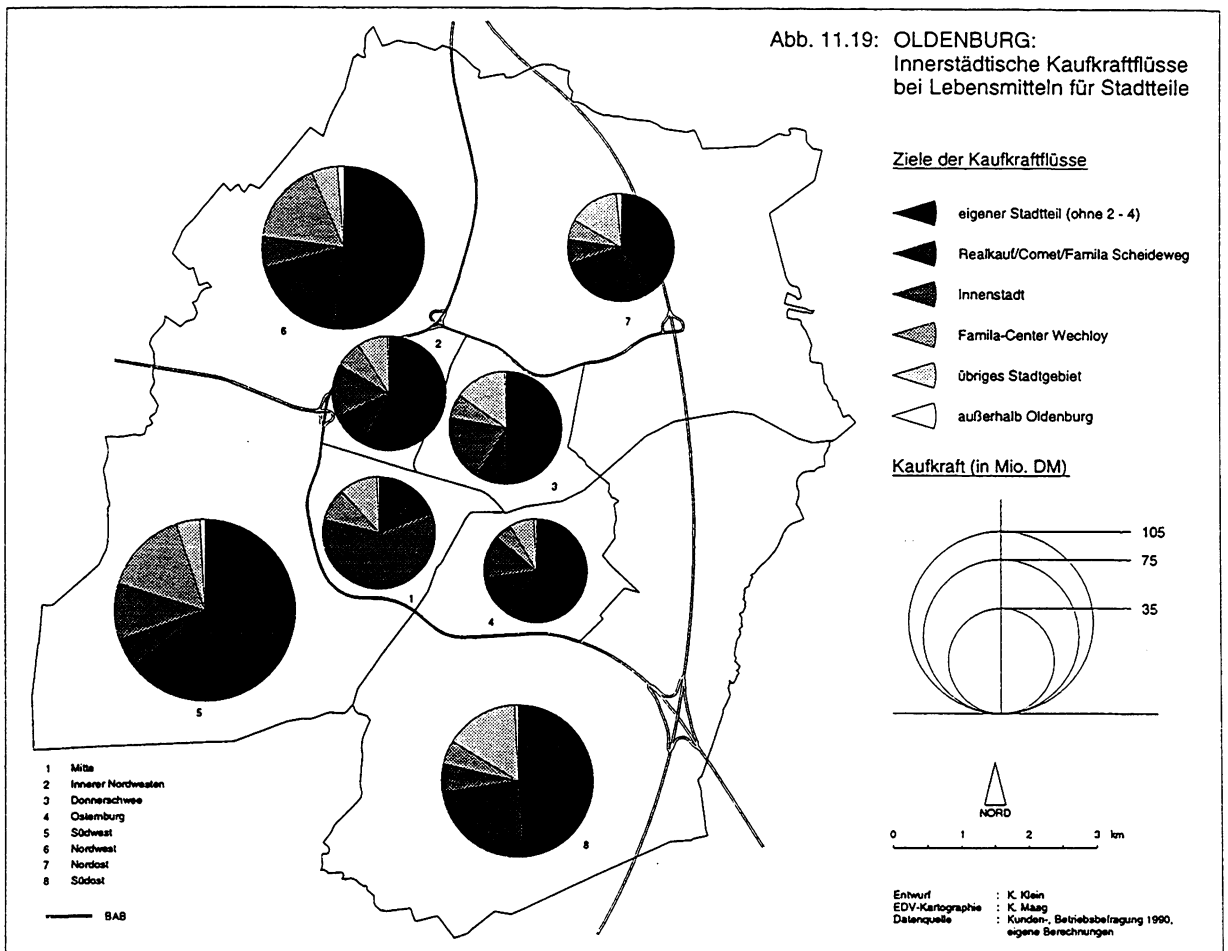 Abb. 11.19: OLDENBURG:
Innerstädtische Kaufkraftflüsse
bei Lebensmitteln für Stadtteile
Ziele der Kaufkraftflüsse
eigener Stadtteil (ohne 2 - 4)
Realkauf/Comet/Famila Scheideweg
Innenstadt
Famila-Center Wechloy
übriges Stadtgebiet
außerhalb Oldenburg
Kaufkraft (in Mio. DM)
105
75
35
NORD
0 1 2 3 km
Entwurf : K. Klein
EDV-Kartographie : K. Maag
Datenquelle : Kunden-, Betriebsbefragung 1990,
eigene Berechnungen
6
7
2
3
1
4
5
8
1 Mitte
2 Innerer Nordwesten
3 Donnerschwee
4 Osternburg
5 Südwest
6 Nordwest
7 Nordost
8 Südost
BAB